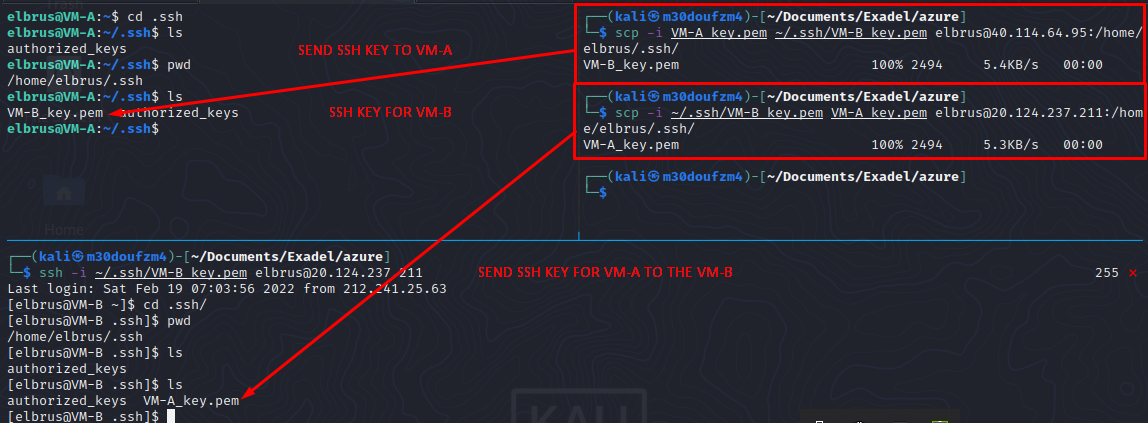 elbrus@VM-A:~$ cd .ssh
elbrus@VM-A:~/.ssh$ ls
authorized_keys
elbrus@VM-A:~/.ssh$ pwd
/home/elbrus/.ssh
elbrus@VM-A:~/.ssh$ ls
VM-B_key.pem authorized_keys
elbrus@VM-A:~/.ssh$
SEND SSH KEY TO VM-A
SSH KEY FOR VM-B
┌──(kali㉿m30doufzm4)-[~/Documents/Exadel/azure]
└─$ scp -i VM-A_key.pem ~/.ssh/VM-B_key.pem elbrus@40.114.64.95:/home/
elbrus/.ssh/
VM-B_key.pem 100% 2494 5.4KB/s 00:00
┌──(kali㉿m30doufzm4)-[~/Documents/Exadel/azure]
└─$ scp -i ~/.ssh/VM-B_key.pem VM-A_key.pem elbrus@20.124.237.211:/hom
e/elbrus/.ssh/
VM-A_key.pem 100% 2494 5.3KB/s 00:00
┌──(kali㉿m30doufzm4)-[~/Documents/Exadel/azure]
└─$
Home
┌──(kali㉿m30doufzm4)-[~/Documents/Exadel/azure]
└─$ ssh -i ~/.ssh/VM-B_key.pem elbrus@20.124.237.211
SEND SSH KEY FOR VM-A TO THE VM-B
255 ⨯
Last login: Sat Feb 19 07:03:56 2022 from 212.241.25.63
[elbrus@VM-B ~]$ cd .ssh/
[elbrus@VM-B .ssh]$ pwd
/home/elbrus/.ssh
[elbrus@VM-B .ssh]$ ls
authorized_keys
[elbrus@VM-B .ssh]$ ls
authorized_keys VM-A_key.pem
[elbrus@VM-B .ssh]$
KALI